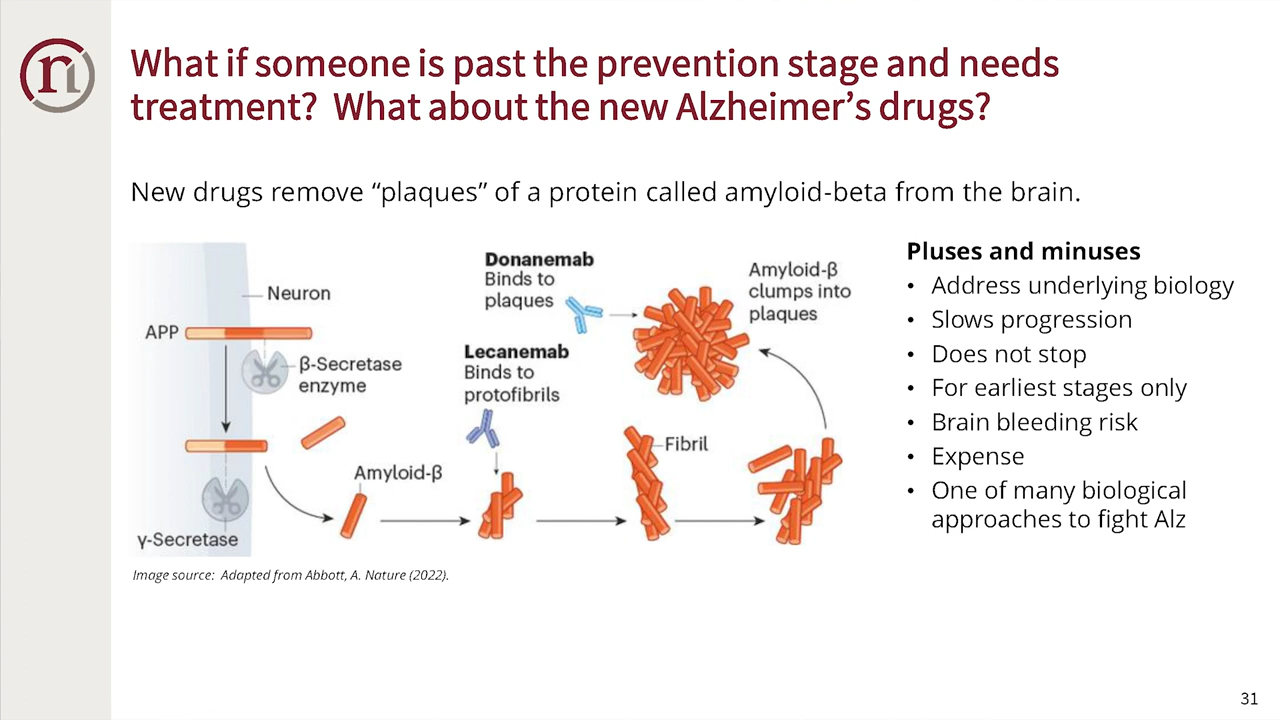 What if someone is past the prevention stage and needs
treatment?  What about the new Alzheimer’s drugs?
New drugs remove “plaques” of a protein called amyloid-beta from the brain.
Neuron
APP
β-Secretase
enzyme
γ-Secretase
Amyloid-β
Donanemab
Binds to
plaques
Lecanemab
Binds to
protofibrils
Fibril
Amyloid-β
clumps into
plaques
Image source:  Adapted from Abbott, A. Nature (2022).
Pluses and minuses
• Address underlying biology
• Slows progression
• Does not stop
• For earliest stages only
• Brain bleeding risk
• Expense
• One of many biological
approaches to fight Alz
31